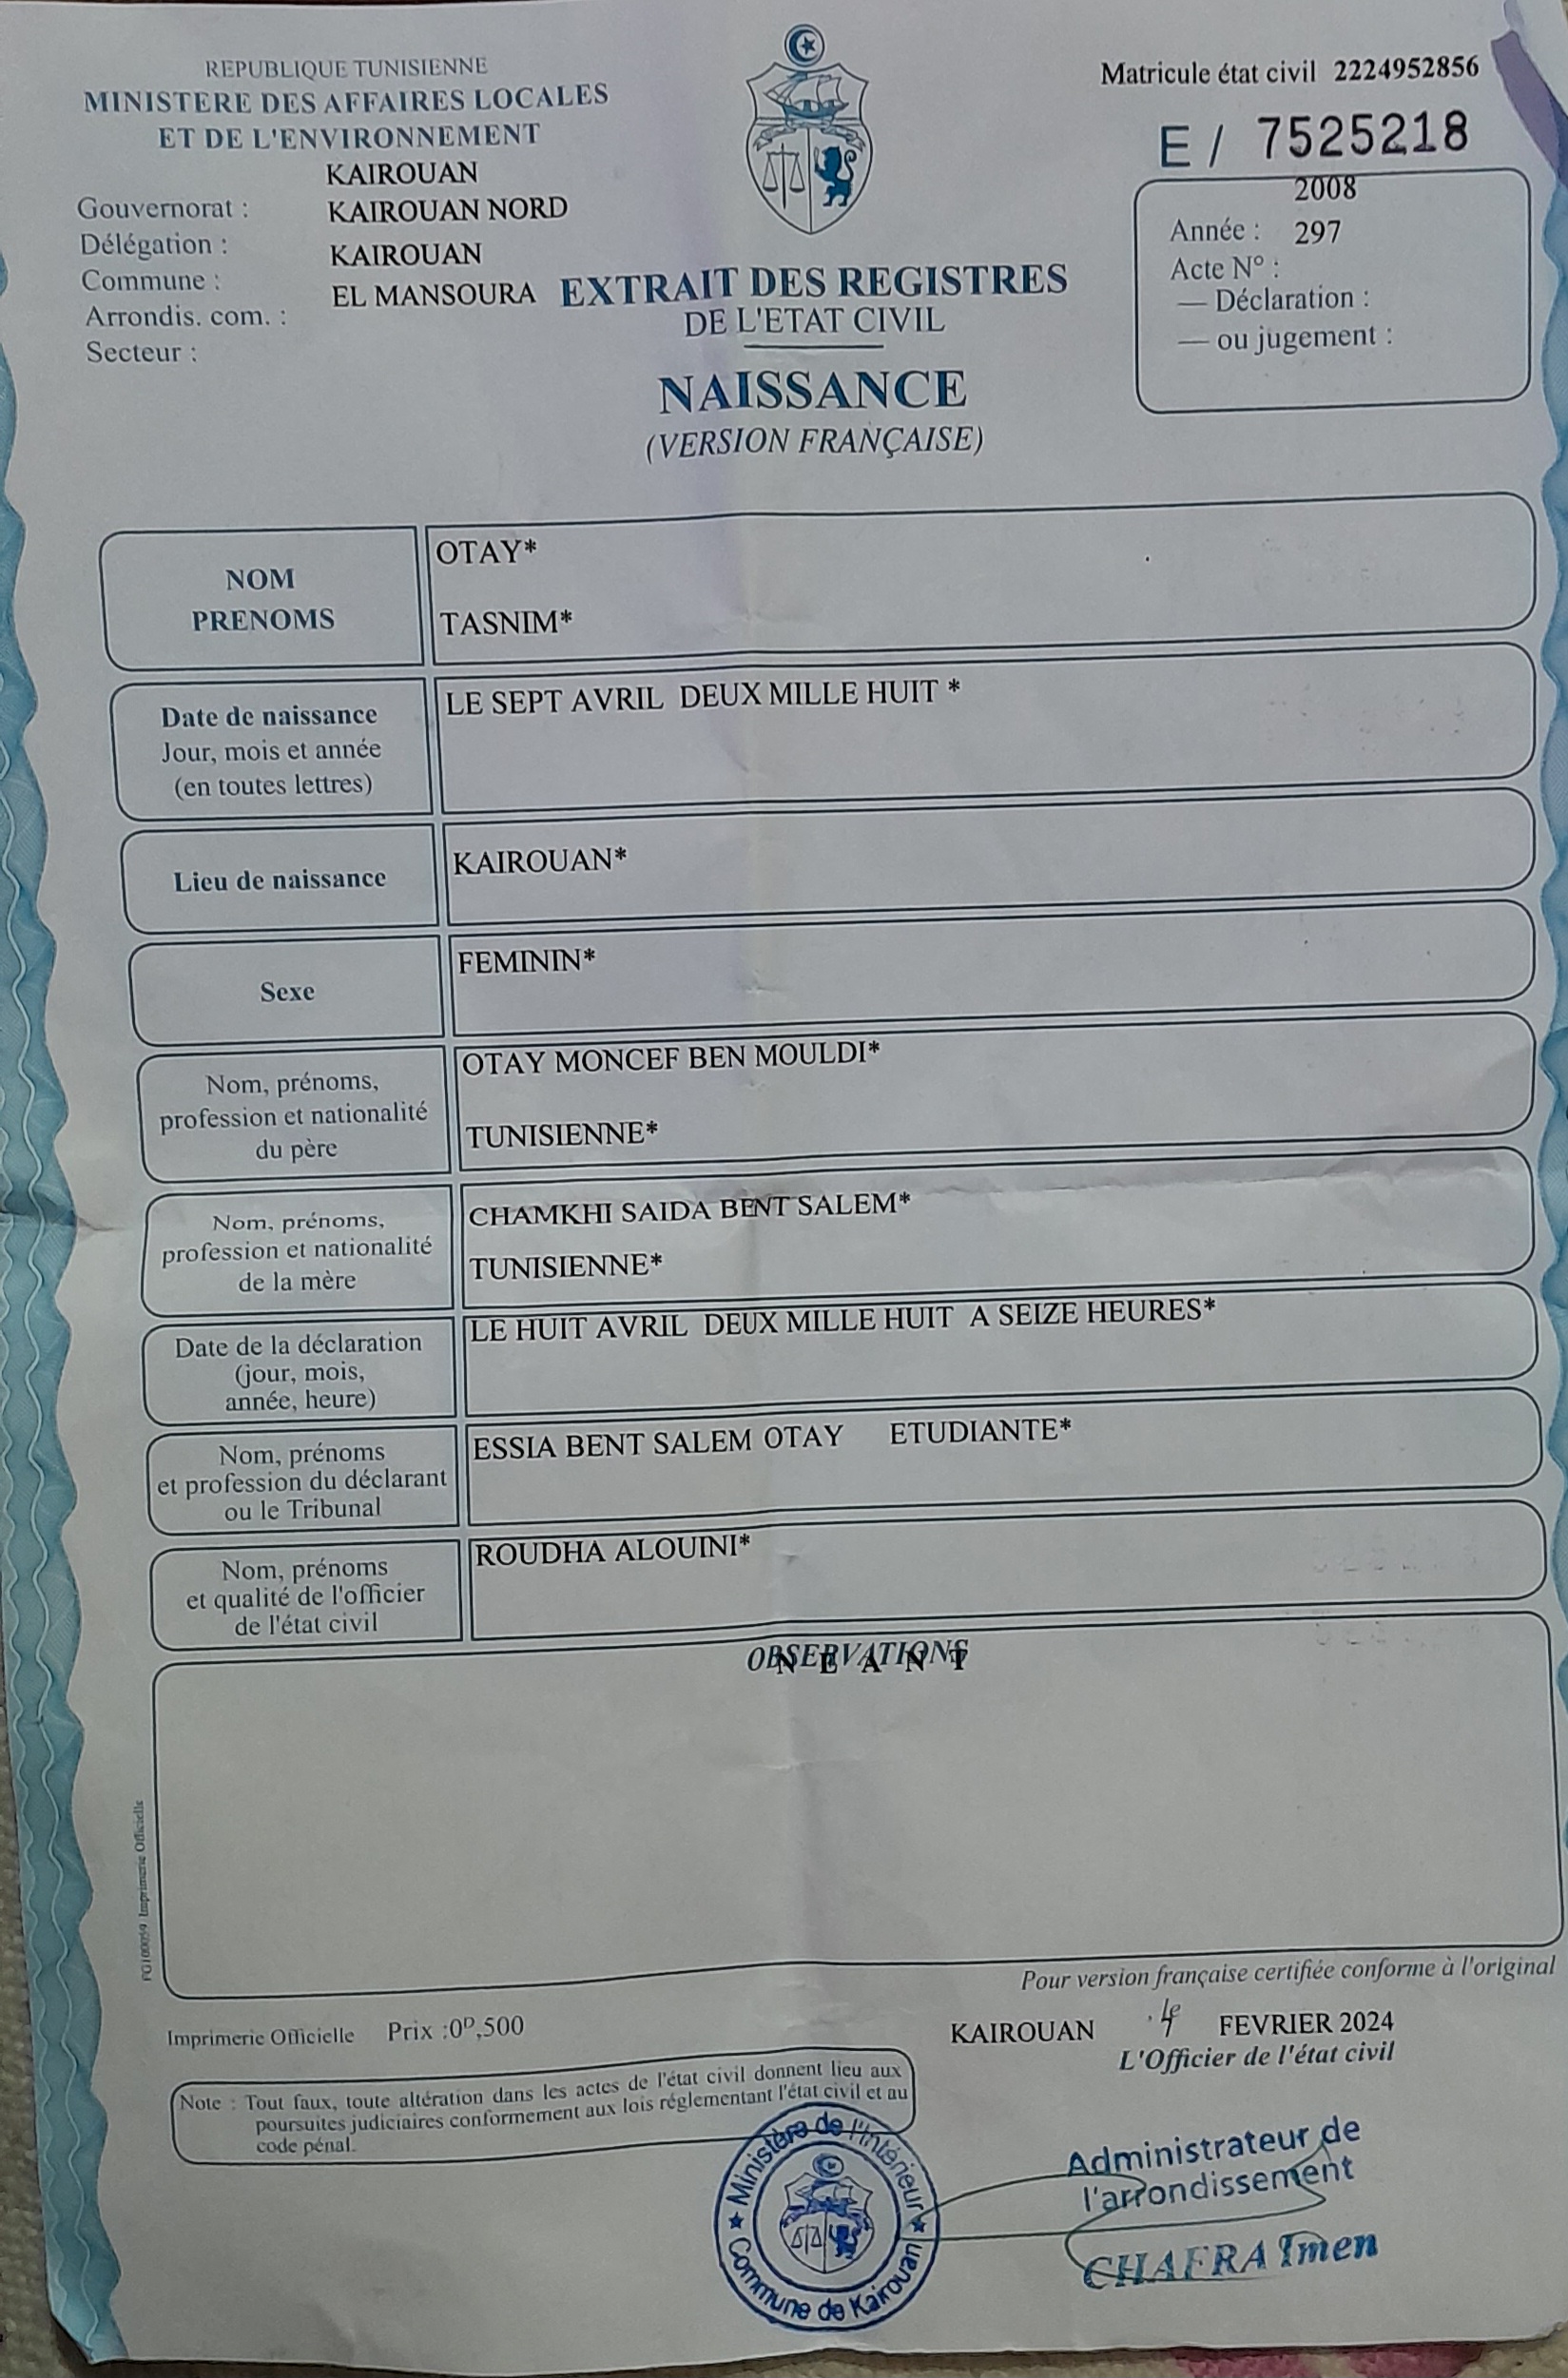 REPUBLIQUE TUNISIENNE
MINISTERE DES AFFAIRES LOCALES
ET DE L'ENVIRONNEMENT
KAIROUAN
Gouvernorat : KAIROUAN NORD
Délégation : KAIROUAN
Commune : EL MANSOURA
Arrondis. com. :
Secteur :
Matricule état civil 2224952856
E / 7525218
2008
Année : 297
Acte N° :
— Déclaration :
— ou jugement :
EXTRAIT DES REGISTRES
DE L'ETAT CIVIL
NAISSANCE
(VERSION FRANÇAISE)
NOM
PRENOMS
OTAY*
TASNIM*
Date de naissance
Jour, mois et année
(en toutes lettres)
LE SEPT AVRIL DEUX MILLE HUIT *
Lieu de naissance
KAIROUAN*
Sexe
FEMININ*
Nom, prénoms,
profession et nationalité
du père
OTAY MONCEF BEN MOULDI*
TUNISIENNE*
Nom, prénoms,
profession et nationalité
de la mère
CHAMKHI SAIDA BENT SALEM*
TUNISIENNE*
Date de la déclaration
(jour, mois,
année, heure)
LE HUIT AVRIL DEUX MILLE HUIT A SEIZE HEURES*
Nom, prénoms
et profession du déclarant
ou le Tribunal
ESSIA BENT SALEM OTAY ETUDIANTE*
Nom, prénoms
et qualité de l'officier
de l'état civil
ROUDHA ALOUINI*
OBSERVATIONS
N E A N T
FG100059 Imprimerie Officielle
Pour version française certifiée conforme à l'original
Imprimerie Officielle Prix :0D,500
KAIROUAN le 4 FEVRIER 2024
L'Officier de l'état civil
Note : Tout faux, toute altération dans les actes de l'état civil donnent lieu aux
poursuites judiciaires conformement aux lois réglementant l'état civil et au
code pénal.
Ministère de l'Intérieur
Commune de Kairouan
Administrateur de
l'arrondissement
CHAFRA Imen